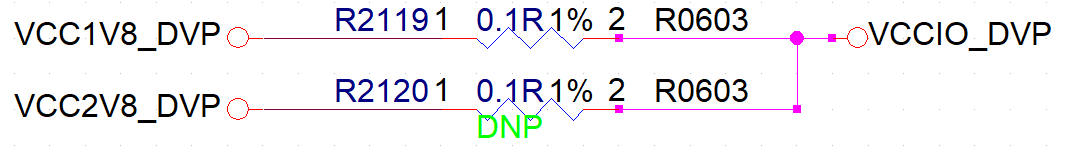 VCC1V8_DVP R21191 0.1R 1% 2 R0603 VCCIO_DVP
VCC2V8_DVP R21201 0.1R 1% 2 R0603
DNP